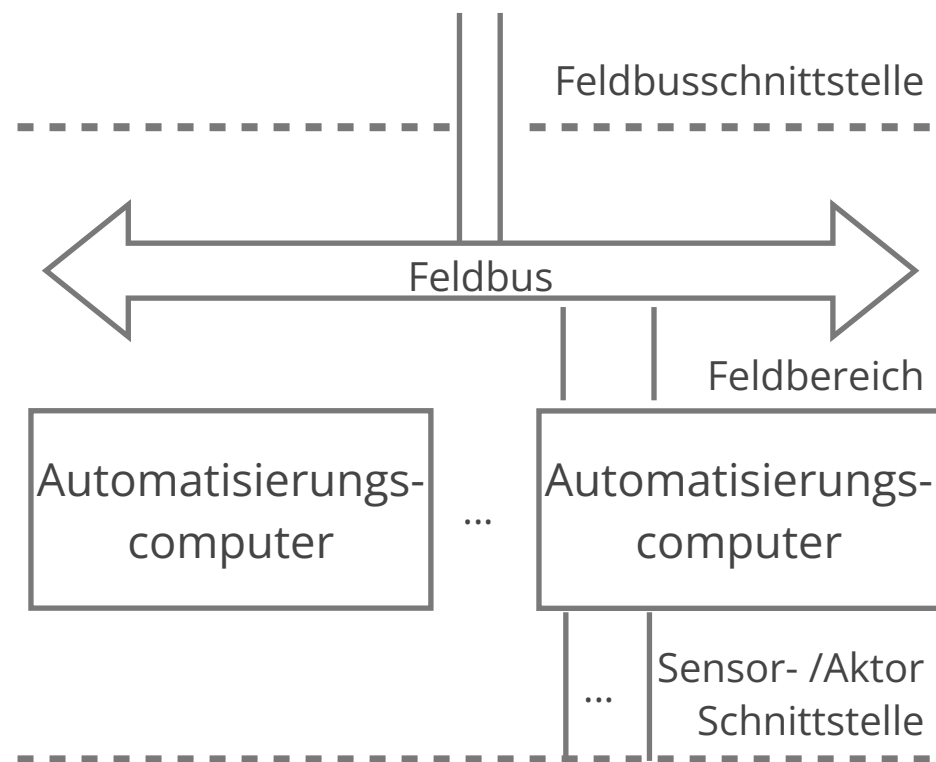 Feldbusschnittstelle
Feldbus
Feldbereich
Automatisierungs-
computer
...
Automatisierungs-
computer
...
Sensor- /Aktor
Schnittstelle